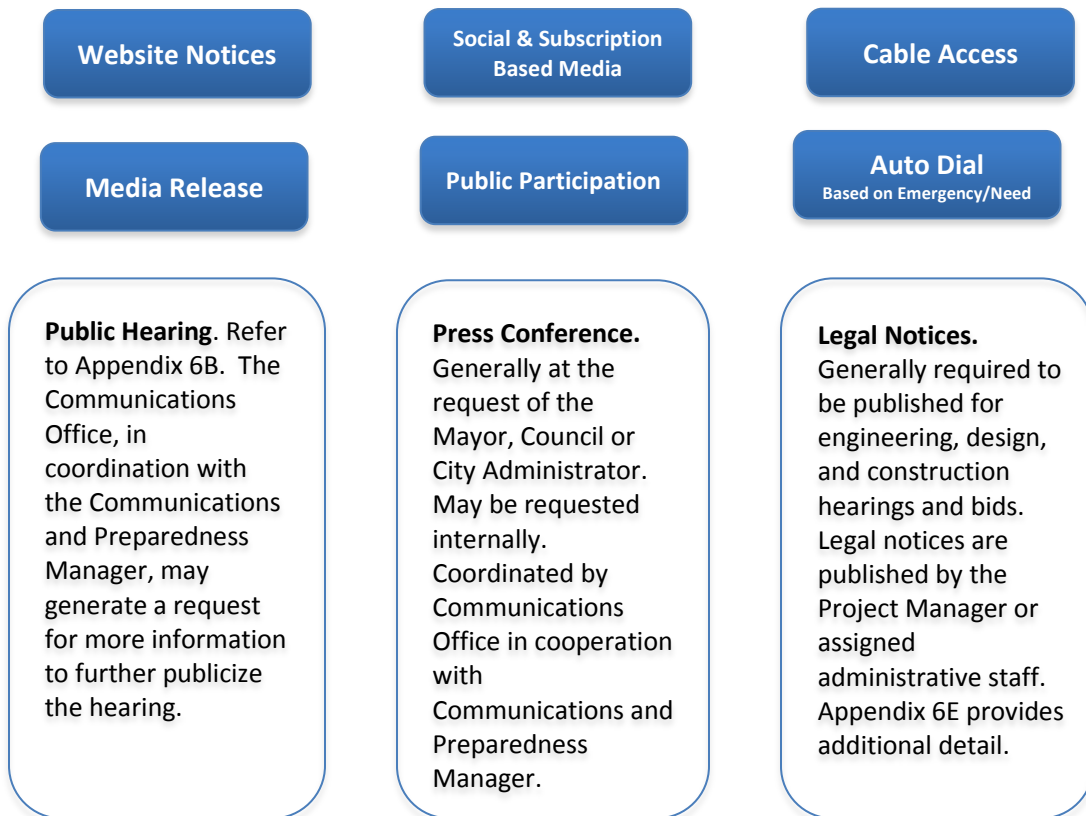 Website Notices
Social & Subscription
Based Media
Cable Access
Media Release
Public Participation
Auto Dial
Based on Emergency/Need
Public Hearing. Refer
to Appendix 6B.  The
Communications
Office, in
coordination with
the Communications
and Preparedness
Manager, may
generate a request
for more information
to further publicize
the hearing.
Press Conference.
Generally at the
request of the
Mayor, Council or
City Administrator.
May be requested
internally.
Coordinated by
Communications
Office in cooperation
with
Communications and
Preparedness
Manager.
Legal Notices.
Generally required to
be published for
engineering, design,
and construction
hearings and bids.
Legal notices are
published by the
Project Manager or
assigned
administrative staff.
Appendix 6E provides
additional detail.